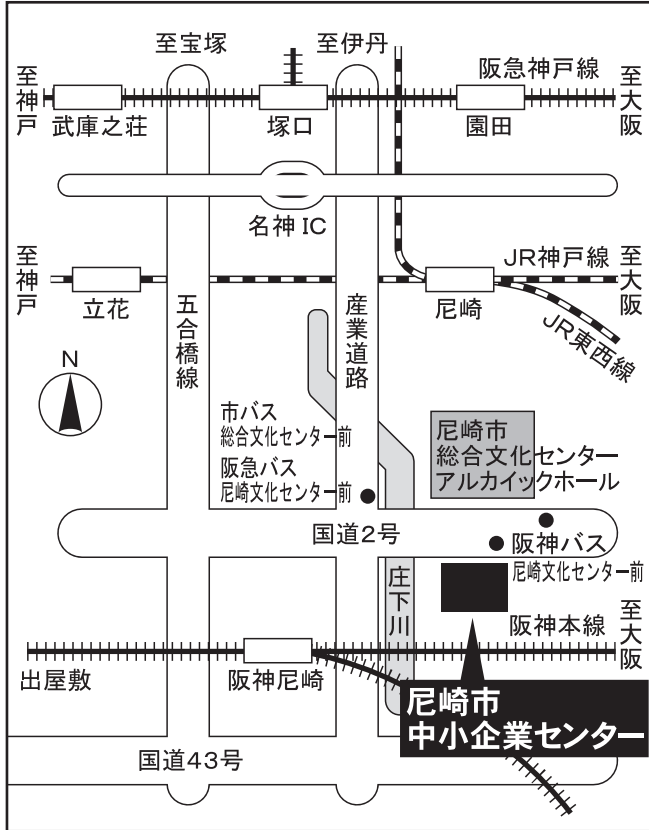 至宝塚
至伊丹
阪急神戸線
至神戸
至大阪
武庫之荘
塚口
園田
名神IC
至神戸
JR神戸線
至大阪
立花
尼崎
JR東西線
五合橋線
産業道路
N
市バス
総合文化センター前
阪急バス
尼崎文化センター前
尼崎市
総合文化センター
アルカイックホール
国道2号
阪神バス
尼崎文化センター前
庄下川
阪神本線
至大阪
出屋敷
阪神尼崎
尼崎市
中小企業センター
国道43号